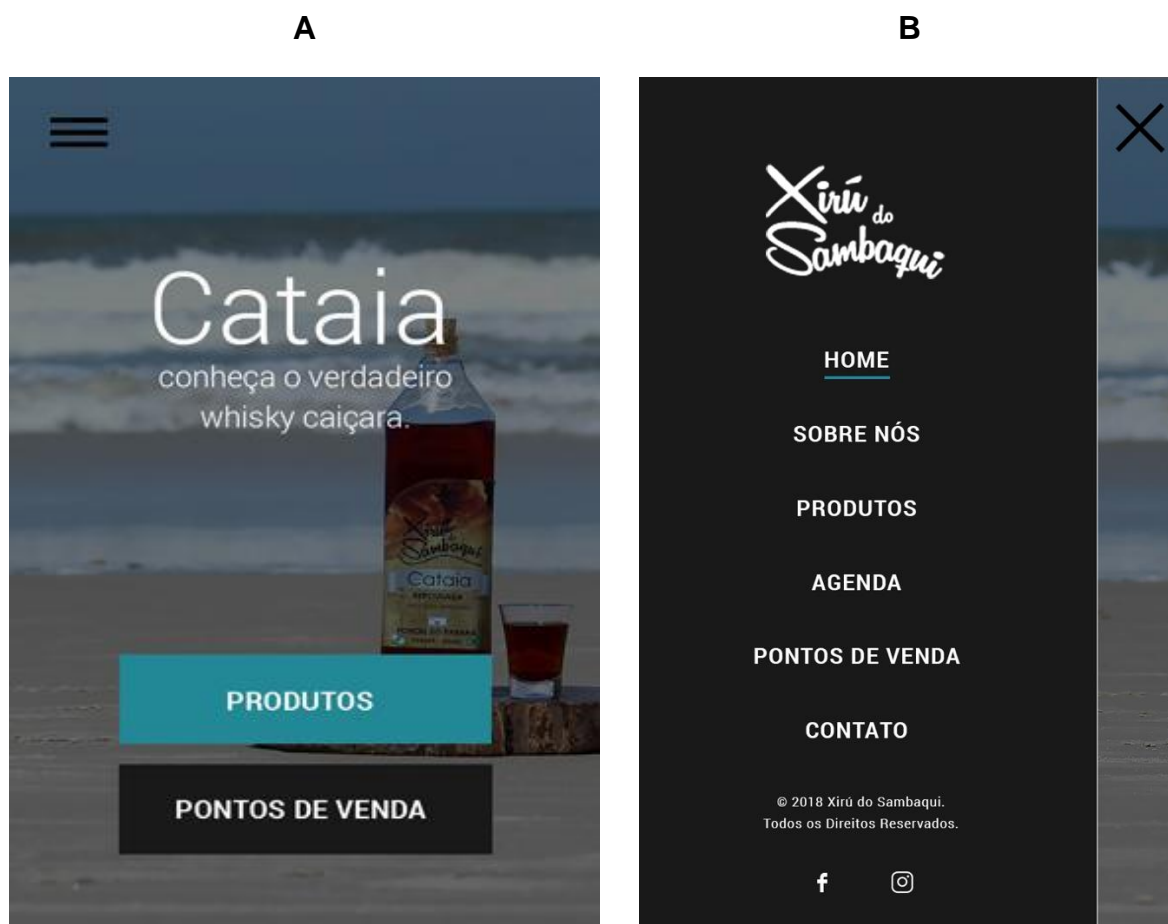 A
B
Cataia
conheça o verdadeiro
whisky caiçara.
Xirú do
Sambaqui
Cataia
PRODUTOS
PONTOS DE VENDA
Xirú do
Sambaqui
HOME
SOBRE NÓS
PRODUTOS
AGENDA
PONTOS DE VENDA
CONTATO
© 2018 Xirú do Sambaqui.
Todos os Direitos Reservados.